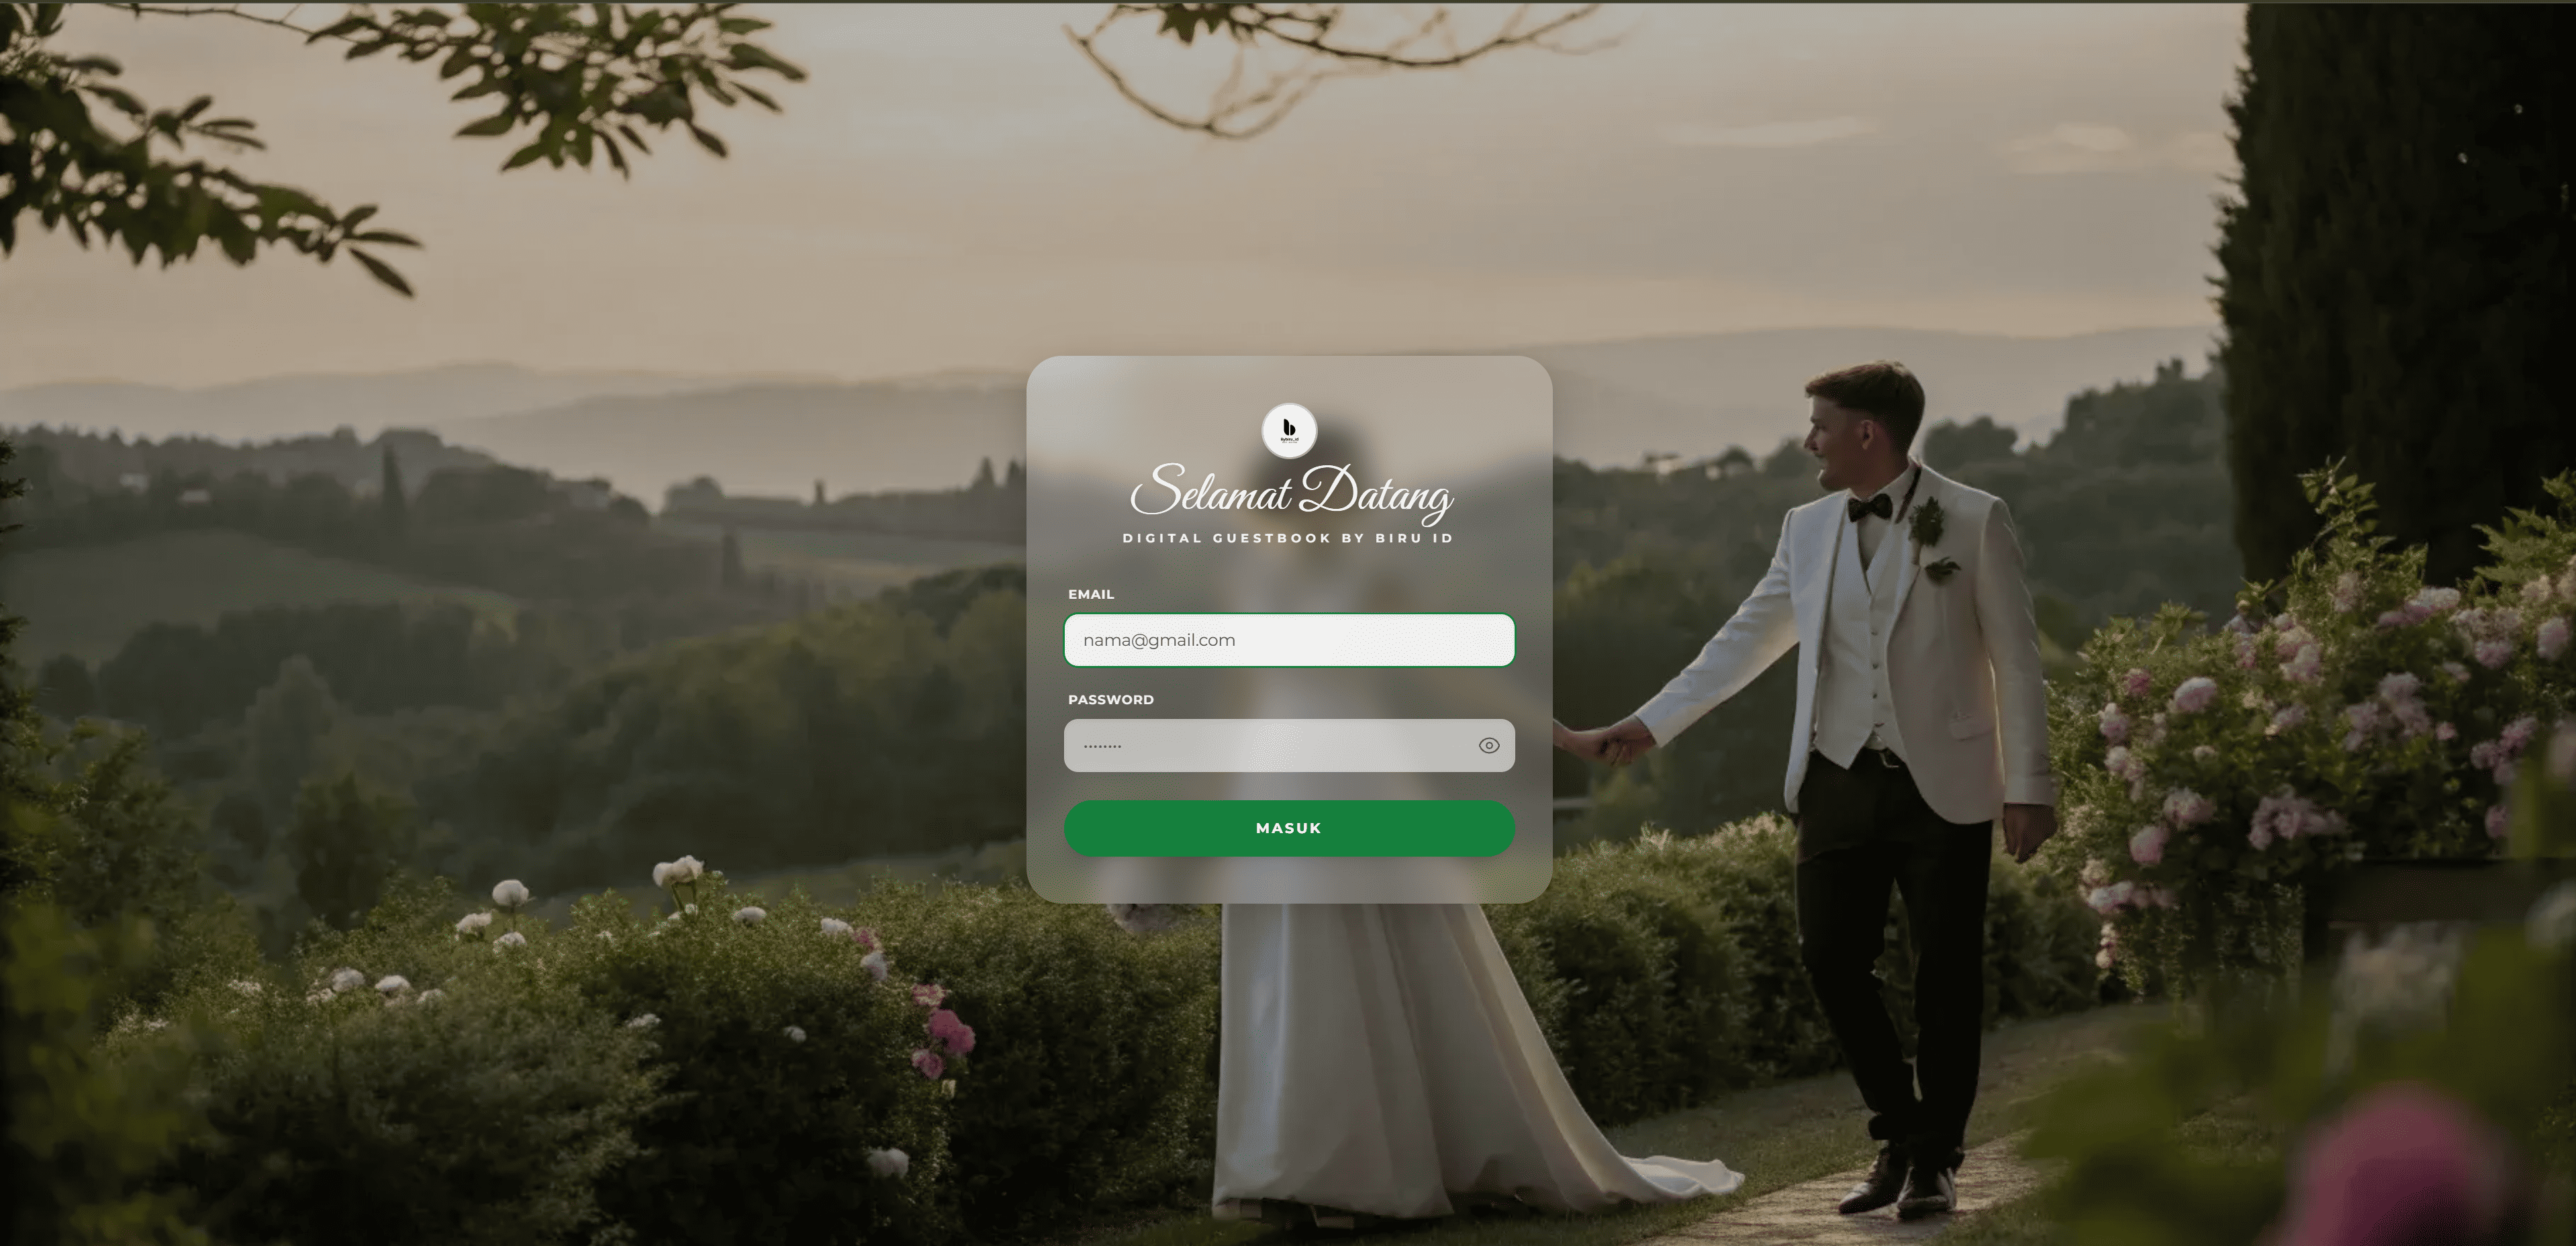 Selamat Datang
DIGITAL GUESTBOOK BY BIRU ID
EMAIL
nama@gmail.com
PASSWORD
MASUK